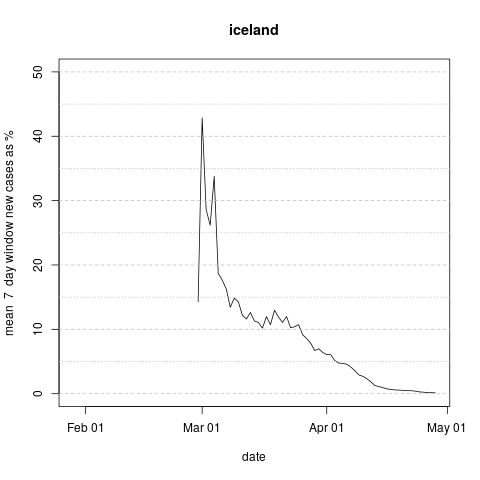 iceland
mean 7 day window new cases as %
50
40
30
20
10
0
Feb 01
Mar 01
Apr 01
May 01
date